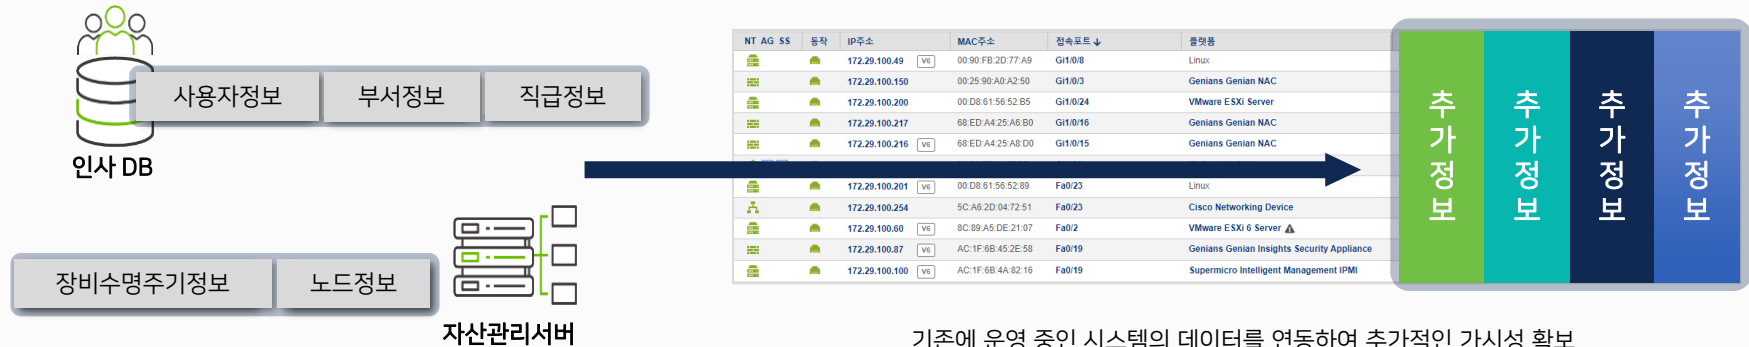 인사 DB
사용자정보
부서정보
직급정보
장비수명주기정보
노드정보
자산관리서버
NT AG SS 동작 IP주소 MAC주소 접속포트 플랫폼
172.29.100.49 V6 00:90:FB:2D:77:A9 Gi1/0/8 Linux
172.29.100.150 00:25:90:A0:A2:50 Gi1/0/3 Genians Genian NAC
172.29.100.200 00:D8:61:56:52:B5 Gi1/0/24 VMware ESXi Server
172.29.100.217 68:ED:A4:25:A6:B0 Gi1/0/16 Genians Genian NAC
172.29.100.216 V6 68:ED:A4:25:A8:D0 Gi1/0/15 Genians Genian NAC
172.29.100.201 V6 00:D8:61:56:52:89 Fa0/23 Linux
172.29.100.254 5C:A6:2D:04:72:51 Fa0/23 Cisco Networking Device
172.29.100.60 V6 8C:89:A5:DE:21:07 Fa0/2 VMware ESXi 6 Server
172.29.100.87 V6 AC:1F:6B:45:2E:58 Fa0/19 Genians Genian Insights Security Appliance
172.29.100.100 V6 AC:1F:6B:4A:82:16 Fa0/19 Supermicro Intelligent Management IPMI
추가정보
추가정보
추가정보
추가정보
기존에 운영 중인 시스템의 데이터를 연동하여 추가적인 가시성 확보